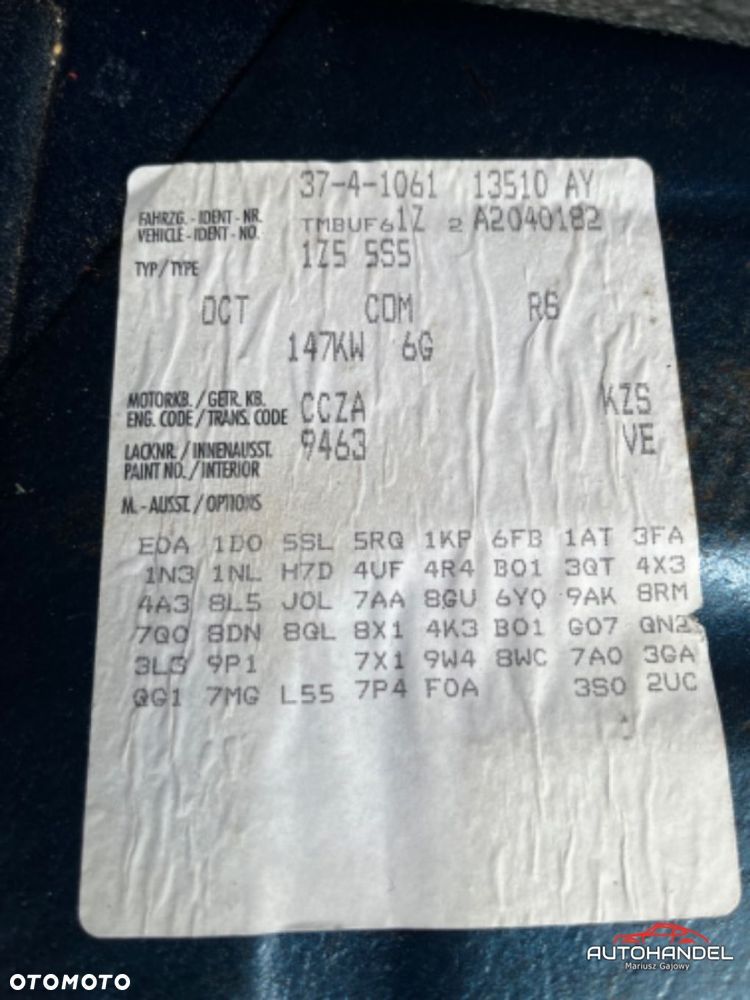 37-4-1061 13510 AY
FAHRZG.-IDENT-NR. TMBUF61Z 2 A2040182
VEHICLE-IDENT-NO.
TYP/TYPE 1Z5 5S5
OCT COM RS
147KW 6G
MOTORKB./GETR.KB. CCZA KZS
ENG. CODE/TRANS. CODE
LACKNR./INNENAUSST. 9463 VE
PAINT NO./INTERIOR
M.-AUSST./OPTIONS
E0A 1D0 5SL 5RQ 1KP 6FB 1AT 3FA
1N3 1NL H7D 4UF 4R4 B01 3QT 4X3
4A3 8L5 J0L 7AA 8GU 6Y0 9AK 8RM
7Q0 8DN 8QL 8X1 4K3 B01 G07 QN2
3LG 9P1 7X1 9W4 8WC 7A0 3GA
QG1 7MG L55 7P4 F0A 3S0 2UC
AUTOHANDEL
Mariusz Gajowy
OTOMOTO